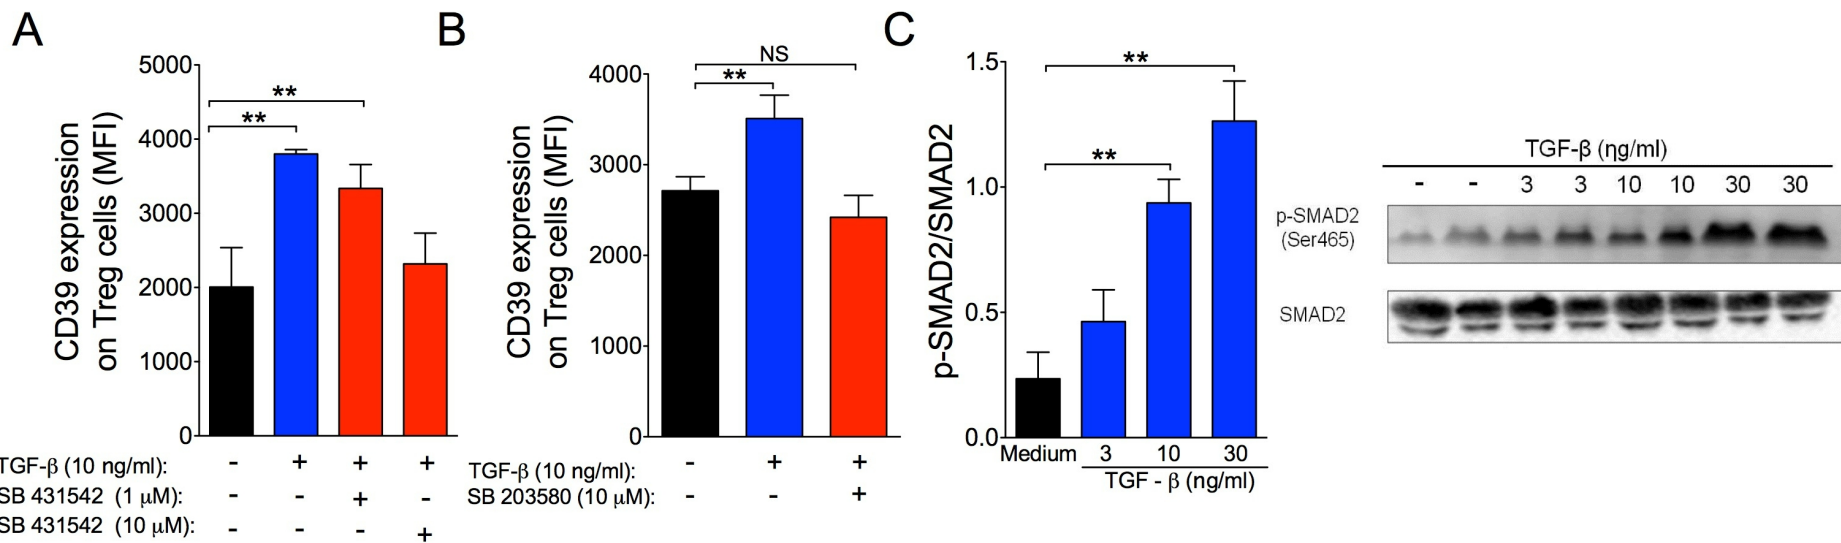 A
5000
4000
3000
2000
1000
0
CD39 expression
on Treg cells (MFI)
**
**
TGF-β (10 ng/ml): - + + +
SB 431542 (1 μM): - - + -
SB 431542 (10 μM): - - - +
B
4000
3000
2000
1000
0
CD39 expression
on Treg cells (MFI)
NS
**
TGF-β (10 ng/ml): - + +
SB 203580 (10 μM): - - +
C
1.5
1.0
0.5
0.0
p-SMAD2/SMAD2
**
**
Medium 3 10 30
TGF - β (ηg/ml)
TGF-β (ηg/ml)
- - 3 3 10 10 30 30
p-SMAD2
(Ser465)
SMAD2